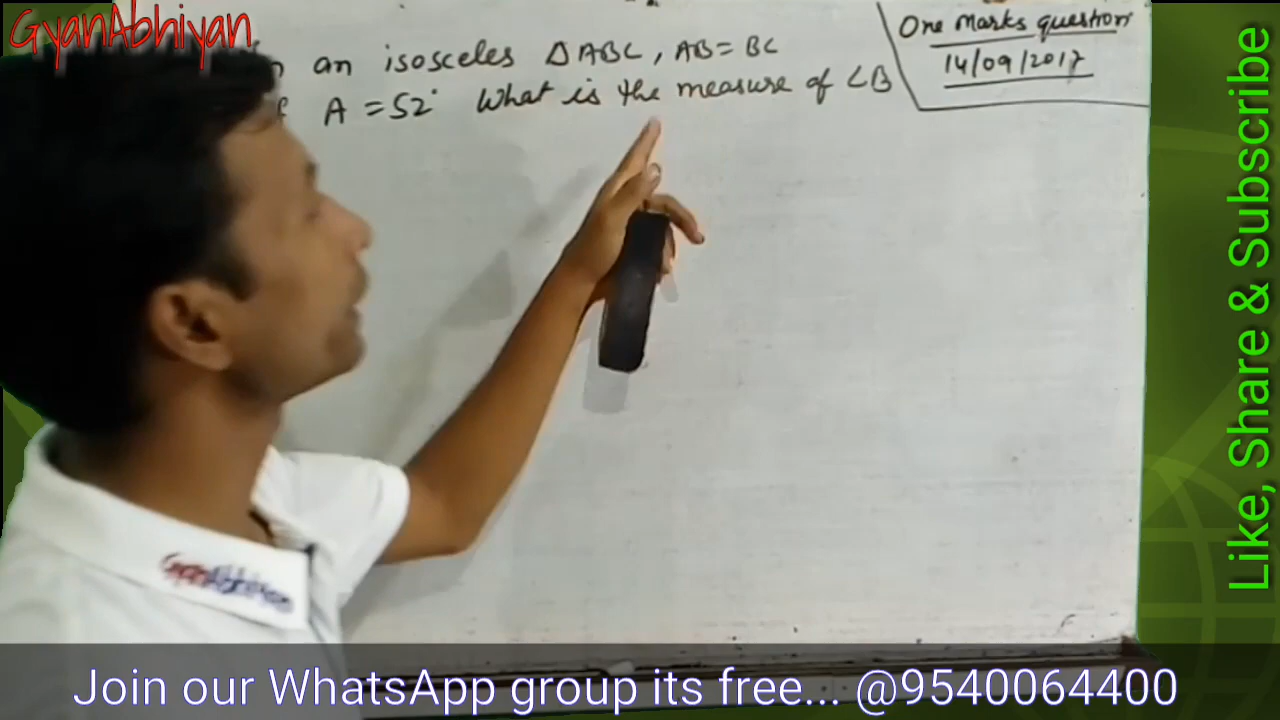 GyanAbhiyan
an isosceles ΔABC, AB = BC
A = 52° What is the measure of ∠B
One Marks question
14/09/2017
GyanAbhiyan
Like, Share & Subscribe
Join our WhatsApp group its free... @9540064400